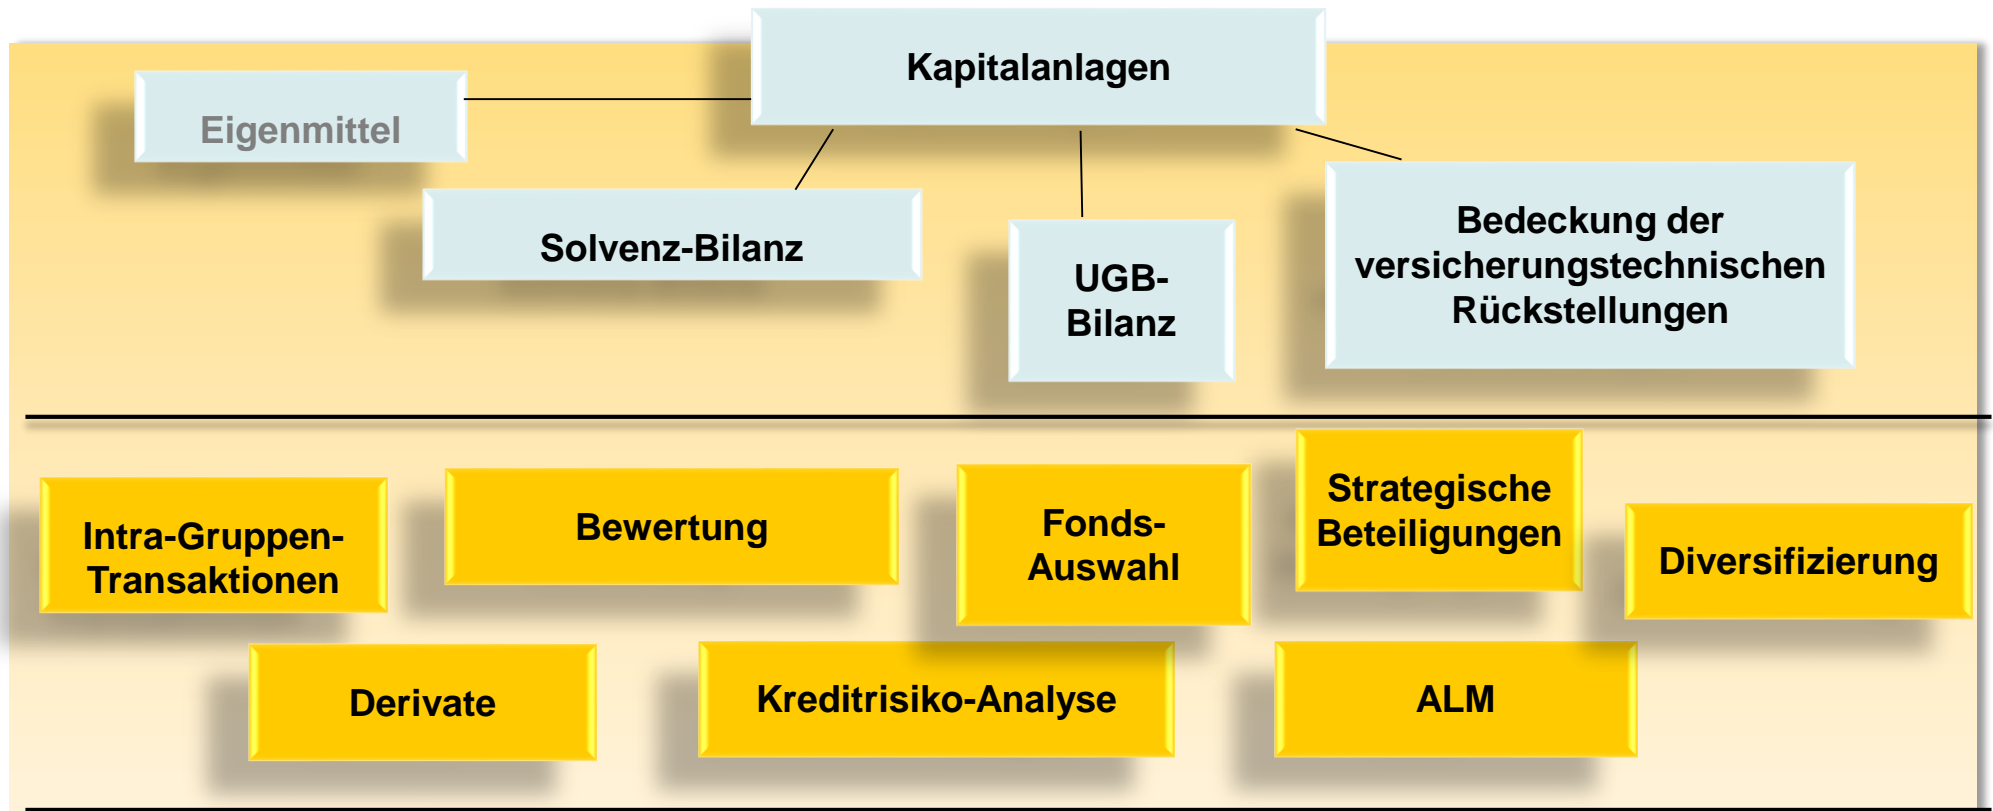 Kapitalanlagen
Eigenmittel
Solvenz-Bilanz
UGB-
Bilanz
Bedeckung der
versicherungstechnischen
Rückstellungen
Intra-Gruppen-
Transaktionen
Bewertung
Fonds-
Auswahl
Strategische
Beteiligungen
Diversifizierung
Derivate
Kreditrisiko-Analyse
ALM